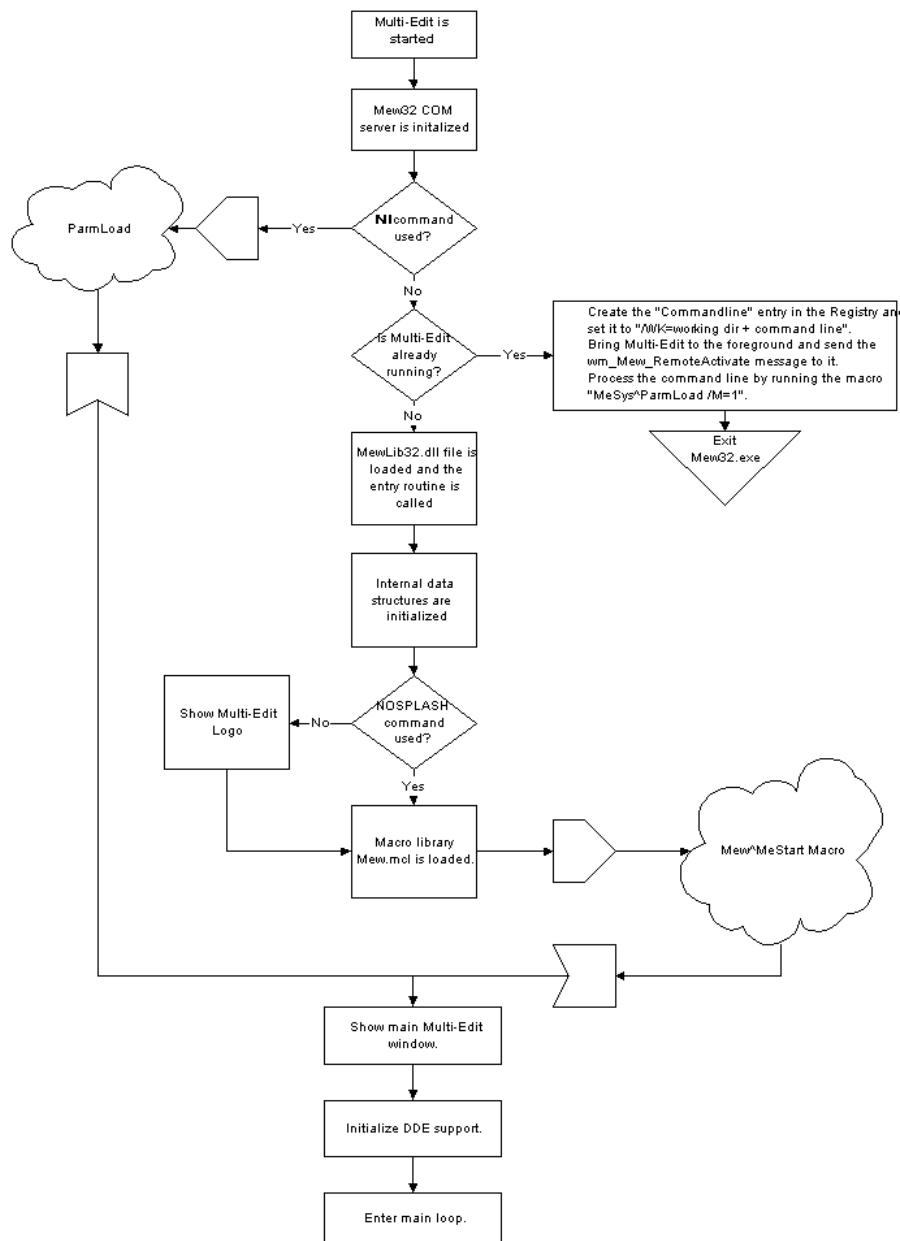 Multi-Edit is
started
Mew32 COM
server is initalized
NI command
used?
Yes
ParmLoad
No
Is Multi-Edit
already
running?
Yes
Create the "Commandline" entry in the Registry and
set it to "/WK=working dir + command line".
Bring Multi-Edit to the foreground and send the
wm_Mew_RemoteActivate message to it.
Process the command line by running the macro
"MeSys^ParmLoad /M=1".
Exit
Mew32.exe
No
MewLib32.dll file is
loaded and the
entry routine is
called
Internal data
structures are
initialized
NOSPLASH
command
used?
No
Show Multi-Edit
Logo
Yes
Macro library
Mew.mcl is loaded.
Mew^MeStart Macro
Show main Multi-Edit
window.
Initialize DDE support.
Enter main loop.